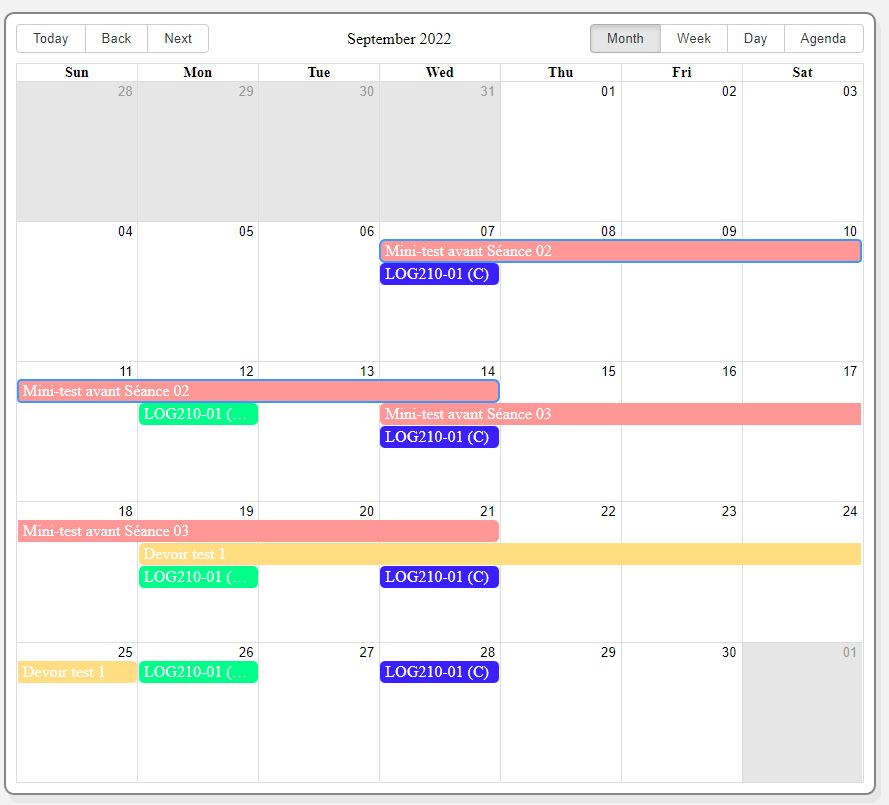 Today Back Next September 2022 Month Week Day Agenda
Sun Mon Tue Wed Thu Fri Sat
28 29 30 31 01 02 03
04 05 06 07 08 09 10
Mini-test avant Séance 02
LOG210-01 (C)
11 12 13 14 15 16 17
Mini-test avant Séance 02
LOG210-01 (... Mini-test avant Séance 03
LOG210-01 (C)
18 19 20 21 22 23 24
Mini-test avant Séance 03
Devoir test 1
LOG210-01 (... LOG210-01 (C)
25 26 27 28 29 30 01
Devoir test 1 LOG210-01 (... LOG210-01 (C)